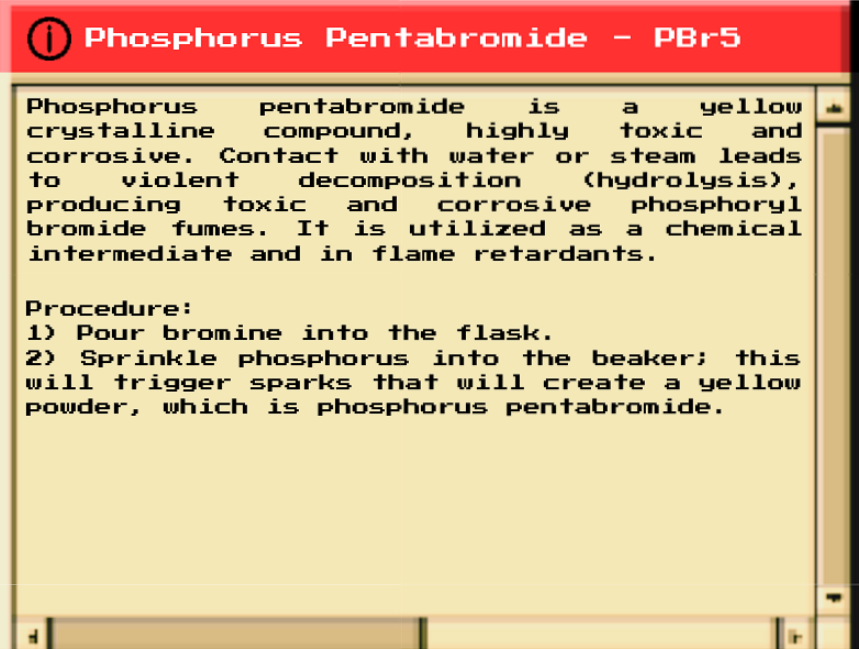 Phosphorus Pentabromide - PBr5
Phosphorus pentabromide is a yellow
crystalline compound, highly toxic and
corrosive. Contact with water or steam leads
to violent decomposition (hydrolysis),
producing toxic and corrosive phosphoryl
bromide fumes. It is utilized as a chemical
intermediate and in flame retardants.
Procedure:
1) Pour bromine into the flask.
2) Sprinkle phosphorus into the beaker; this
will trigger sparks that will create a yellow
powder, which is phosphorus pentabromide.